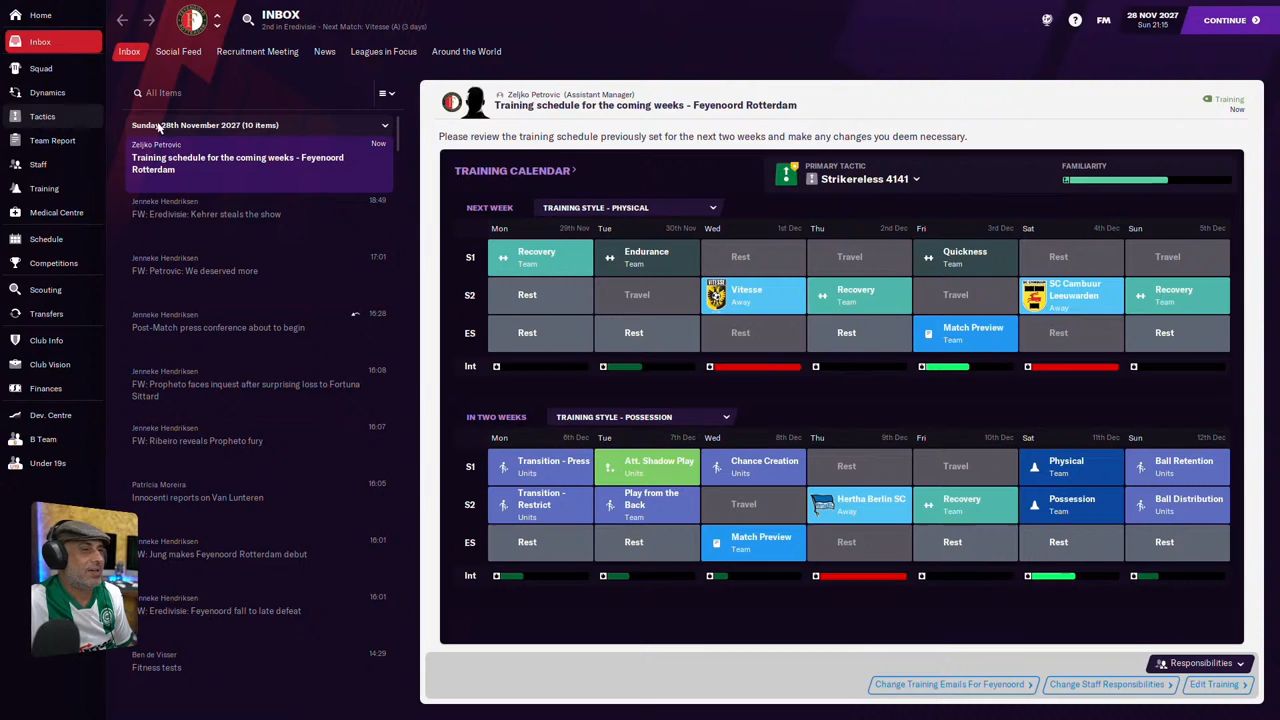 Home
Inbox
Squad
Dynamics
Tactics
Team Report
Staff
Training
Medical Centre
Schedule
Competitions
Scouting
Transfers
Club Info
Club Vision
Finances
Dev. Centre
B Team
Under 19s
INBOX
2nd in Eredivisie - Next Match: Vitesse (A) (3 days)
FM
28 NOV 2027
Sun 21:15
CONTINUE
Inbox
Social Feed
Recruitment Meeting
News
Leagues in Focus
Around the World
All Items
Sunday 28th November 2027 (10 items)
Zeljko Petrovic
Now
Training schedule for the coming weeks - Feyenoord
Rotterdam
Jenneke Hendriksen
18:49
FW: Eredivisie: Kehrer steals the show
Jenneke Hendriksen
17:01
FW: Petrovic: We deserved more
Jenneke Hendriksen
16:28
Post-Match press conference about to begin
Jenneke Hendriksen
16:08
FW: Propheto faces inquest after surprising loss to Fortuna
Sittard
Jenneke Hendriksen
16:07
FW: Ribeiro reveals Propheto fury
Patrícia Moreira
16:05
Innocenti reports on Van Lunteren
Jenneke Hendriksen
16:01
FW: Jung makes Feyenoord Rotterdam debut
Jenneke Hendriksen
16:01
FW: Eredivisie: Feyenoord fall to late defeat
Ben de Visser
14:29
Fitness tests
Zeljko Petrovic (Assistant Manager)
Training schedule for the coming weeks - Feyenoord Rotterdam
Training
Now
Please review the training schedule previously set for the next two weeks and make any changes you deem necessary.
TRAINING CALENDAR
PRIMARY TACTIC
Strikereless 4141
FAMILIARITY
NEXT WEEK
TRAINING STYLE - PHYSICAL
Mon 29th Nov
Tue 30th Nov
Wed 1st Dec
Thu 2nd Dec
Fri 3rd Dec
Sat 4th Dec
Sun 5th Dec
S1
Recovery
Team
Endurance
Team
Rest
Travel
Quickness
Team
Rest
Travel
S2
Rest
Travel
Vitesse
Away
Recovery
Team
Travel
SC Cambuur
Leeuwarden
Away
Recovery
Team
ES
Rest
Rest
Rest
Rest
Match Preview
Team
Rest
Rest
Int
IN TWO WEEKS
TRAINING STYLE - POSSESSION
Mon 6th Dec
Tue 7th Dec
Wed 8th Dec
Thu 9th Dec
Fri 10th Dec
Sat 11th Dec
Sun 12th Dec
S1
Transition - Press
Units
Att. Shadow Play
Units
Chance Creation
Units
Rest
Travel
Physical
Team
Ball Retention
Units
S2
Transition -
Restrict
Units
Play from the
Back
Team
Travel
Hertha Berlin SC
Away
Recovery
Team
Possession
Team
Ball Distribution
Units
ES
Rest
Rest
Match Preview
Team
Rest
Rest
Rest
Rest
Int
Responsibilities
Change Training Emails For Feyenoord
Change Staff Responsibilities
Edit Training